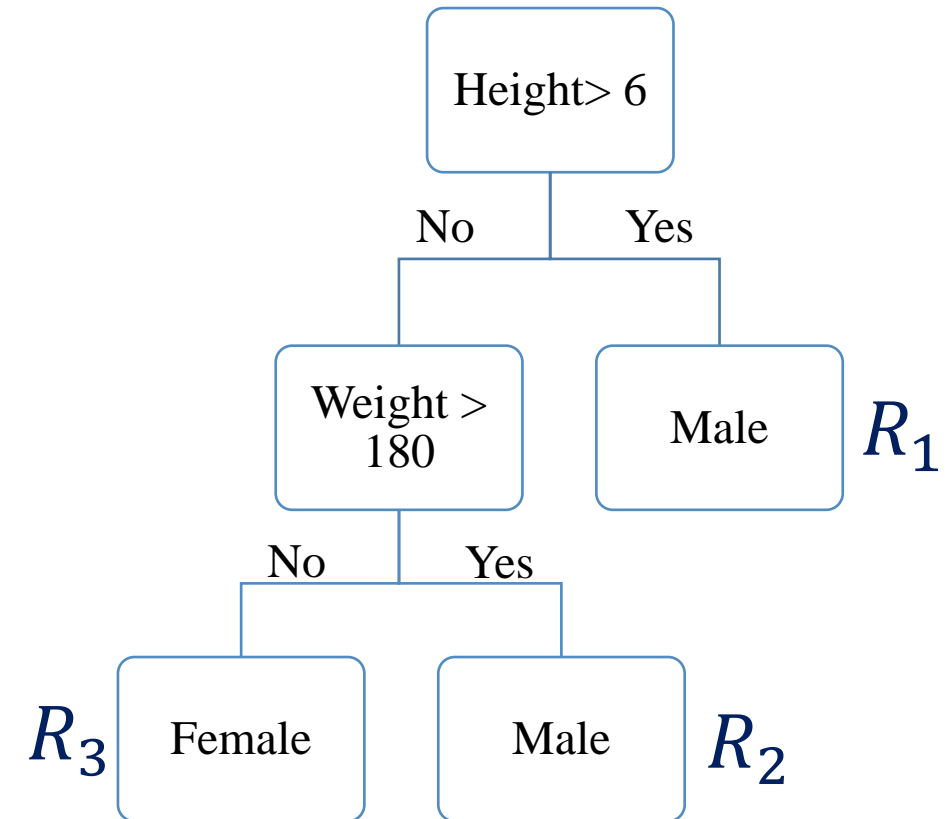 Height> 6
No Yes
Weight >
180
Male R₁
No Yes
R₃ Female Male R₂